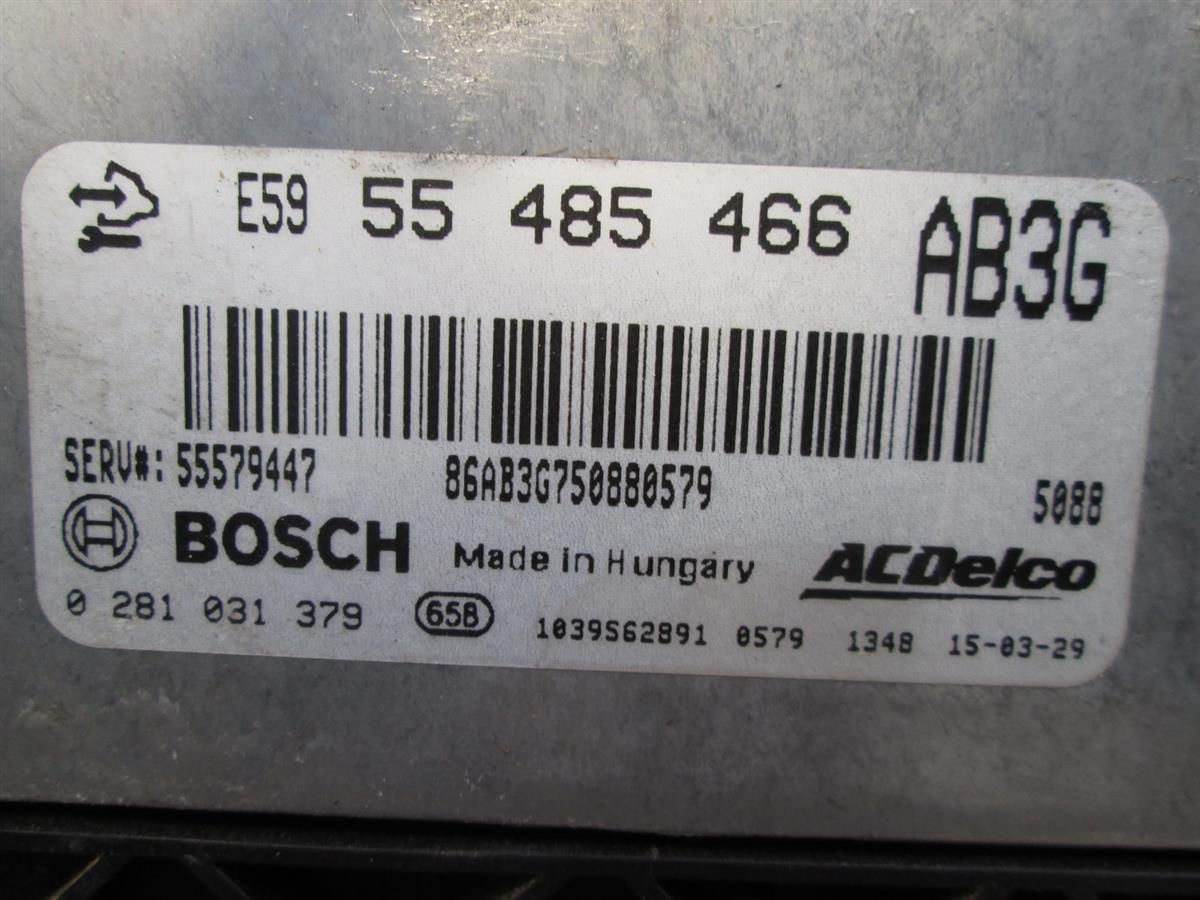 E59 55 485 466 AB3G
SERV#: 55579447 86AB3G750880579 5088
BOSCH Made in Hungary ACDelco
0 281 031 379 65B 1039S62891 0579 1348 15-03-29